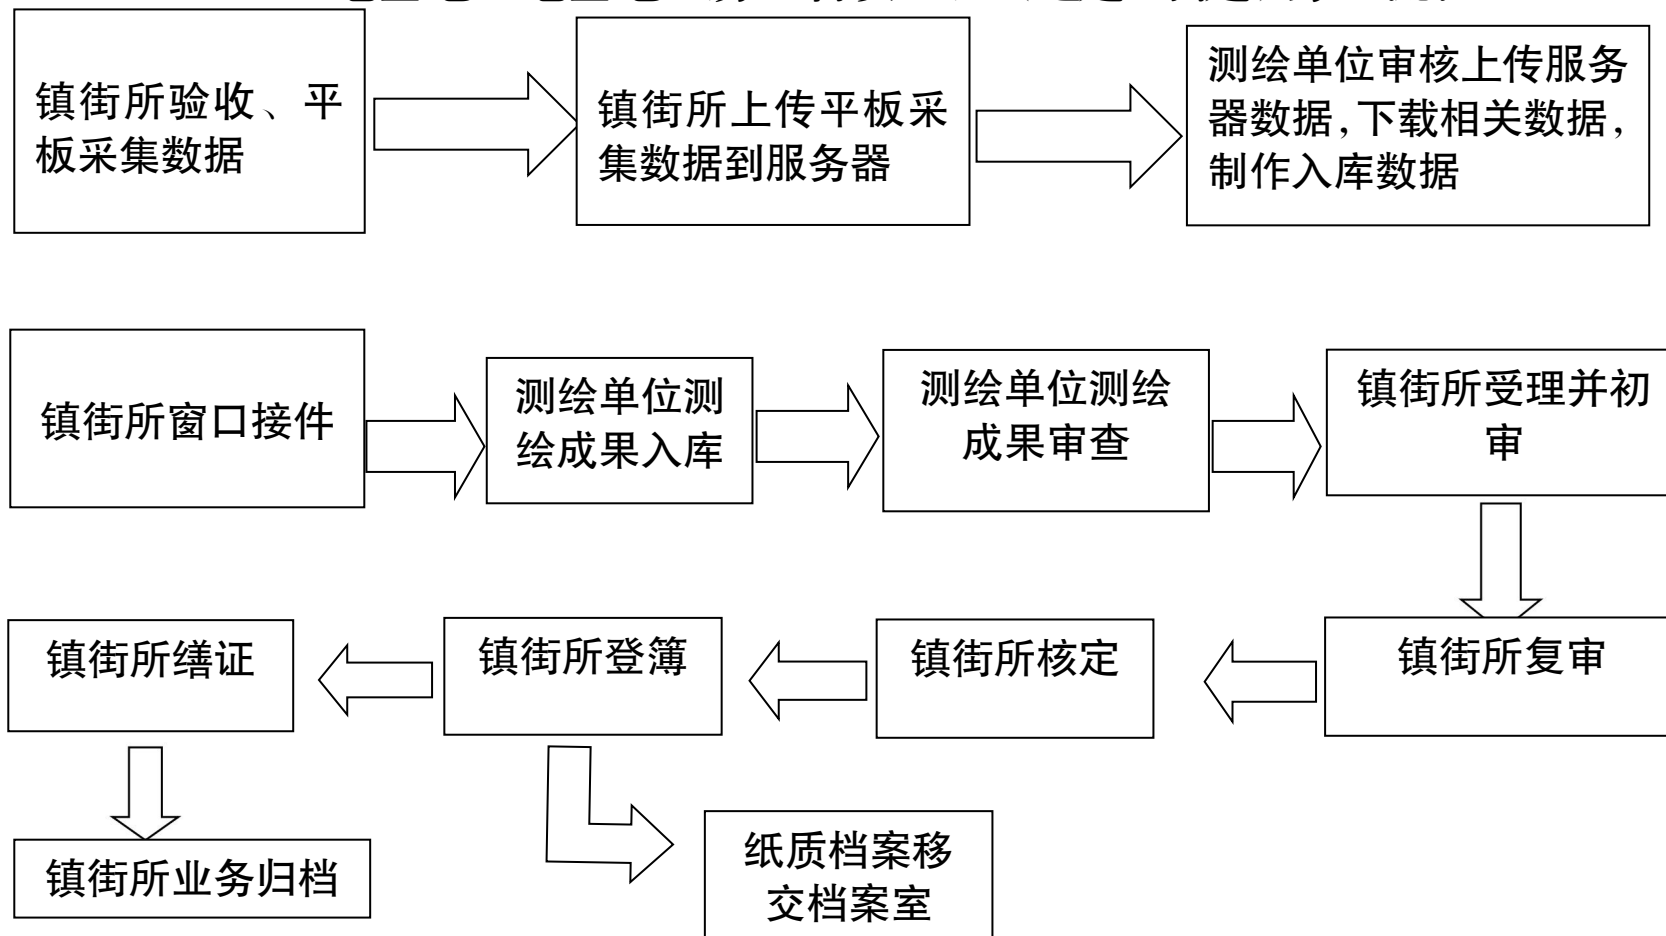 镇街所验收、平
板采集数据
镇街所上传平板采
集数据到服务器
测绘单位审核上传服务
器数据,下载相关数据,
制作入库数据
镇街所窗口接件
测绘单位测
绘成果入库
测绘单位测绘
成果审查
镇街所受理并初
审
镇街所缮证
镇街所登簿
镇街所核定
镇街所复审
镇街所业务归档
纸质档案移
交档案室